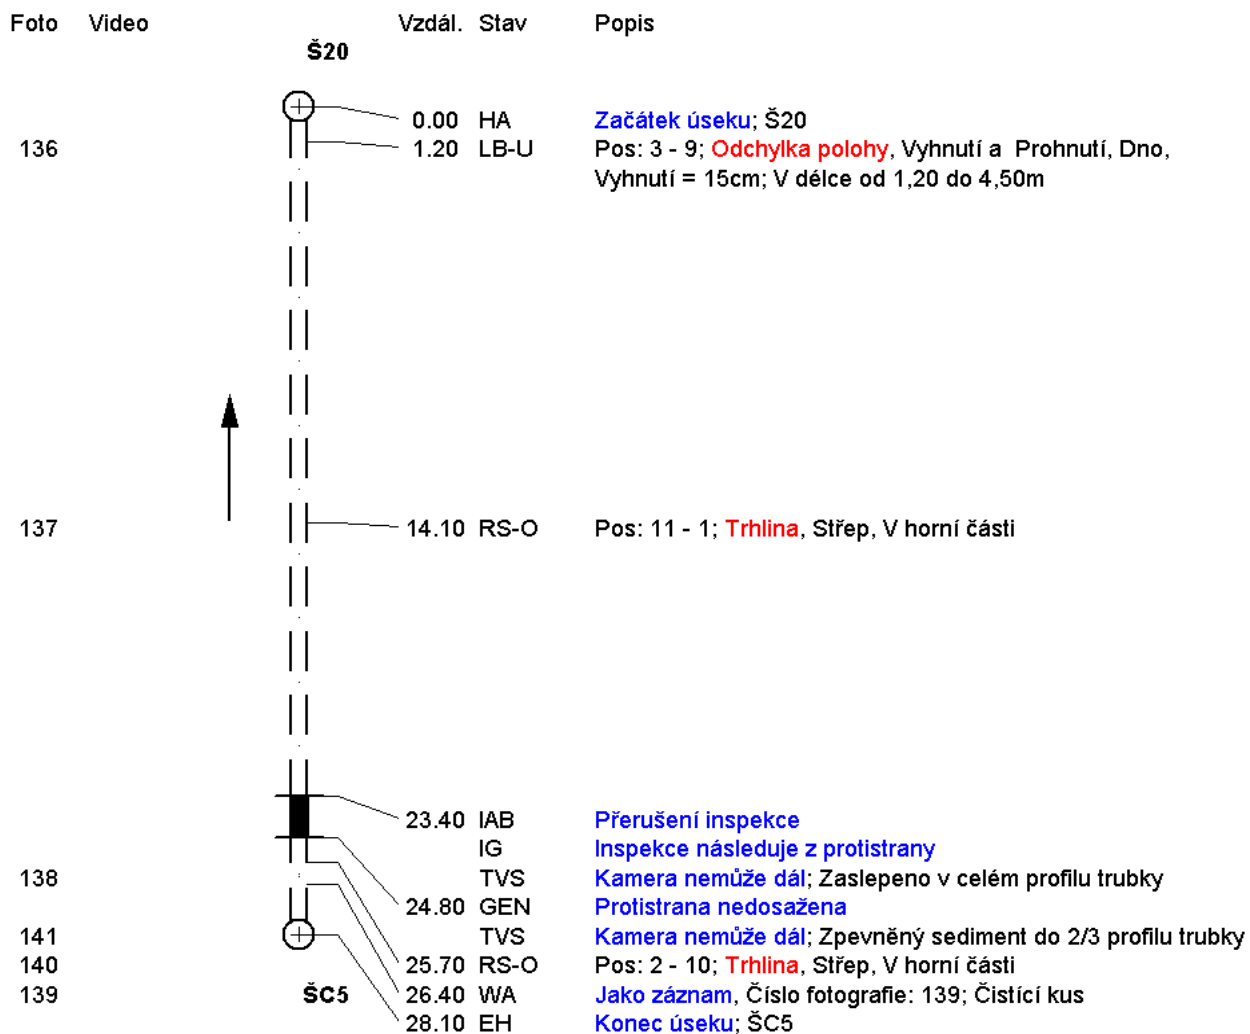 Foto Video Vzdál. Stav Popis
Š20
0.00 HA Začátek úseku; Š20
136 1.20 LB-U Pos: 3 - 9; Odchylka polohy, Vyhnutí a Prohnutí, Dno,
Vyhnutí = 15cm; V délce od 1,20 do 4,50m
137 14.10 RS-O Pos: 11 - 1; Trhlina, Střep, V horní části
23.40 IAB Přerušení inspekce
IG Inspekce následuje z protistrany
138 TVS Kamera nemůže dál; Zaslepeno v celém profilu trubky
24.80 GEN Protistrana nedosažena
141 TVS Kamera nemůže dál; Zpevněný sediment do 2/3 profilu trubky
140 25.70 RS-O Pos: 2 - 10; Trhlina, Střep, V horní části
139 ŠC5 26.40 WA Jako záznam, Číslo fotografie: 139; Čistící kus
28.10 EH Konec úseku; ŠC5